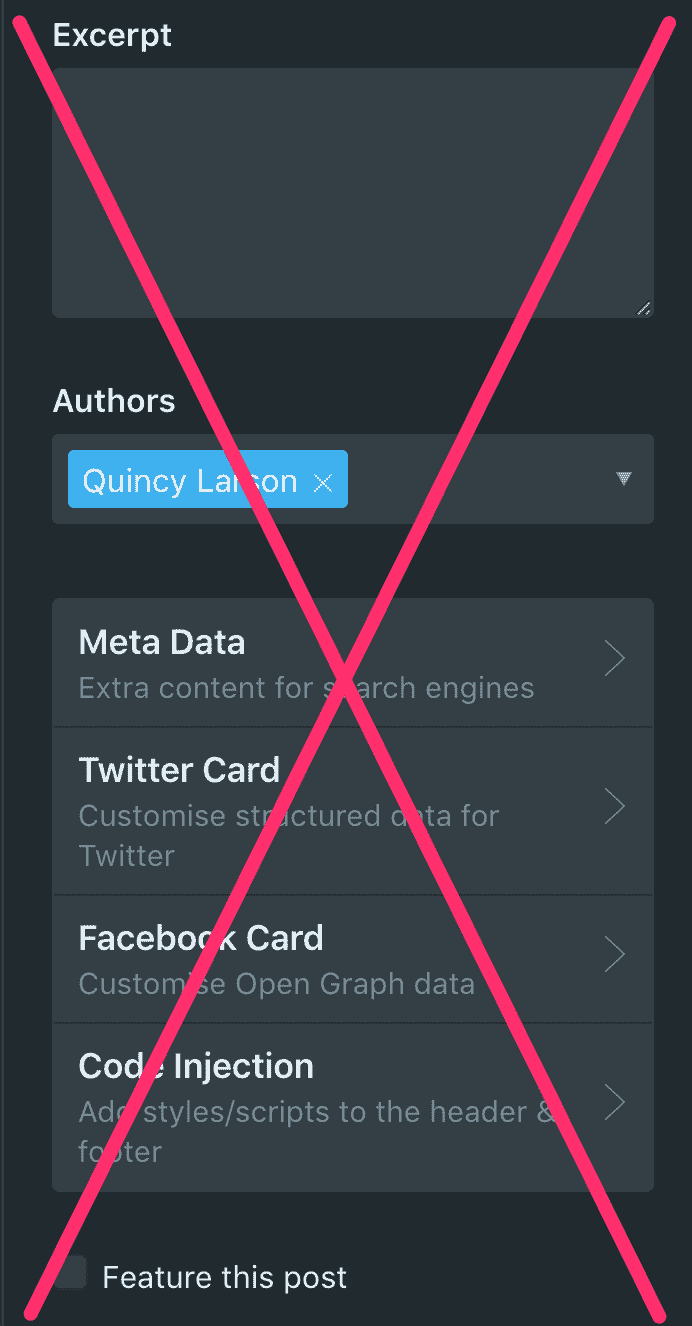 Excerpt
Authors
Quincy Larson
Meta Data
Extra content for search engines
Twitter Card
Customise structured data for
Twitter
Facebook Card
Customise Open Graph data
Code Injection
Add styles/scripts to the header &
footer
Feature this post